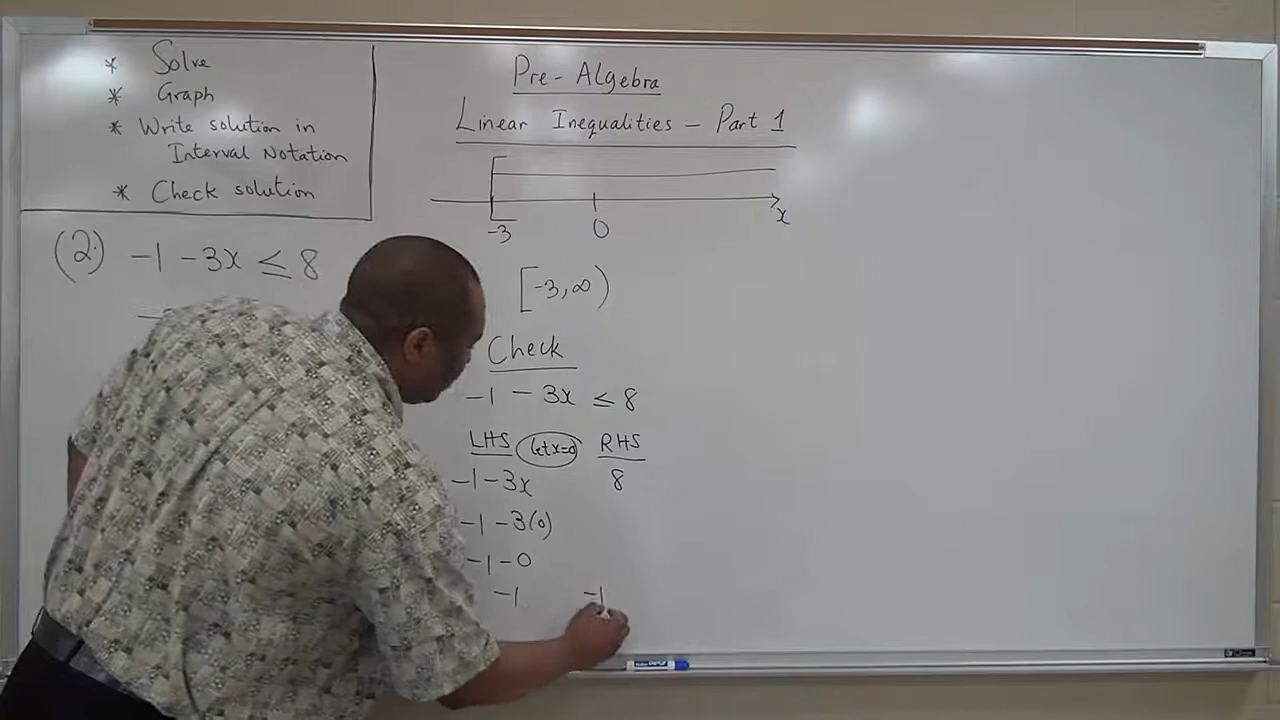 * Solve
* Graph
* Write solution in
Interval Notation
* Check solution
Pre-Algebra
Linear Inequalities - Part 1
-3 0 x
(2.) -1 - 3x ≤ 8
[-3, ∞)
Check
-1 - 3x ≤ 8
LHS let x=0 RHS
-1 - 3x 8
-1 - 3(0)
-1 - 0
-1 -1